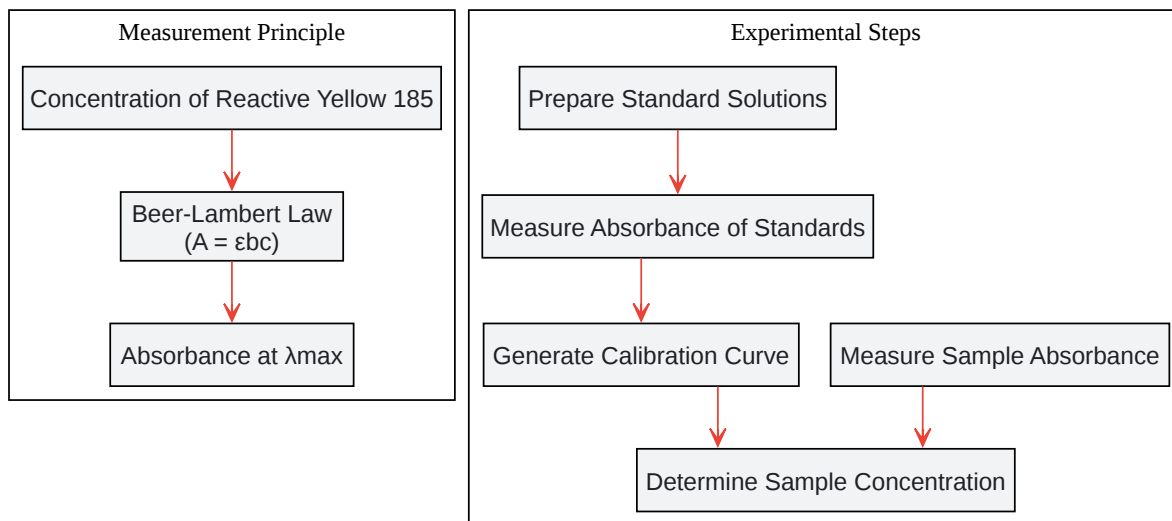 Measurement Principle
Concentration of Reactive Yellow 185
Beer-Lambert Law
(A = εbc)
Absorbance at λmax
Experimental Steps
Prepare Standard Solutions
Measure Absorbance of Standards
Generate Calibration Curve
Measure Sample Absorbance
Determine Sample Concentration